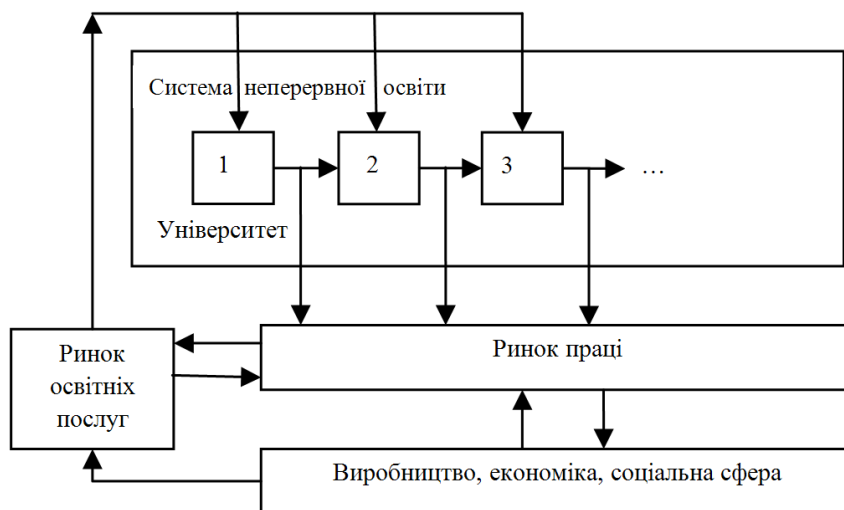 Система неперервної освіти
1 2 3 ...
Університет
Ринок праці
Ринок
освітніх
послуг
Виробництво, економіка, соціальна сфера